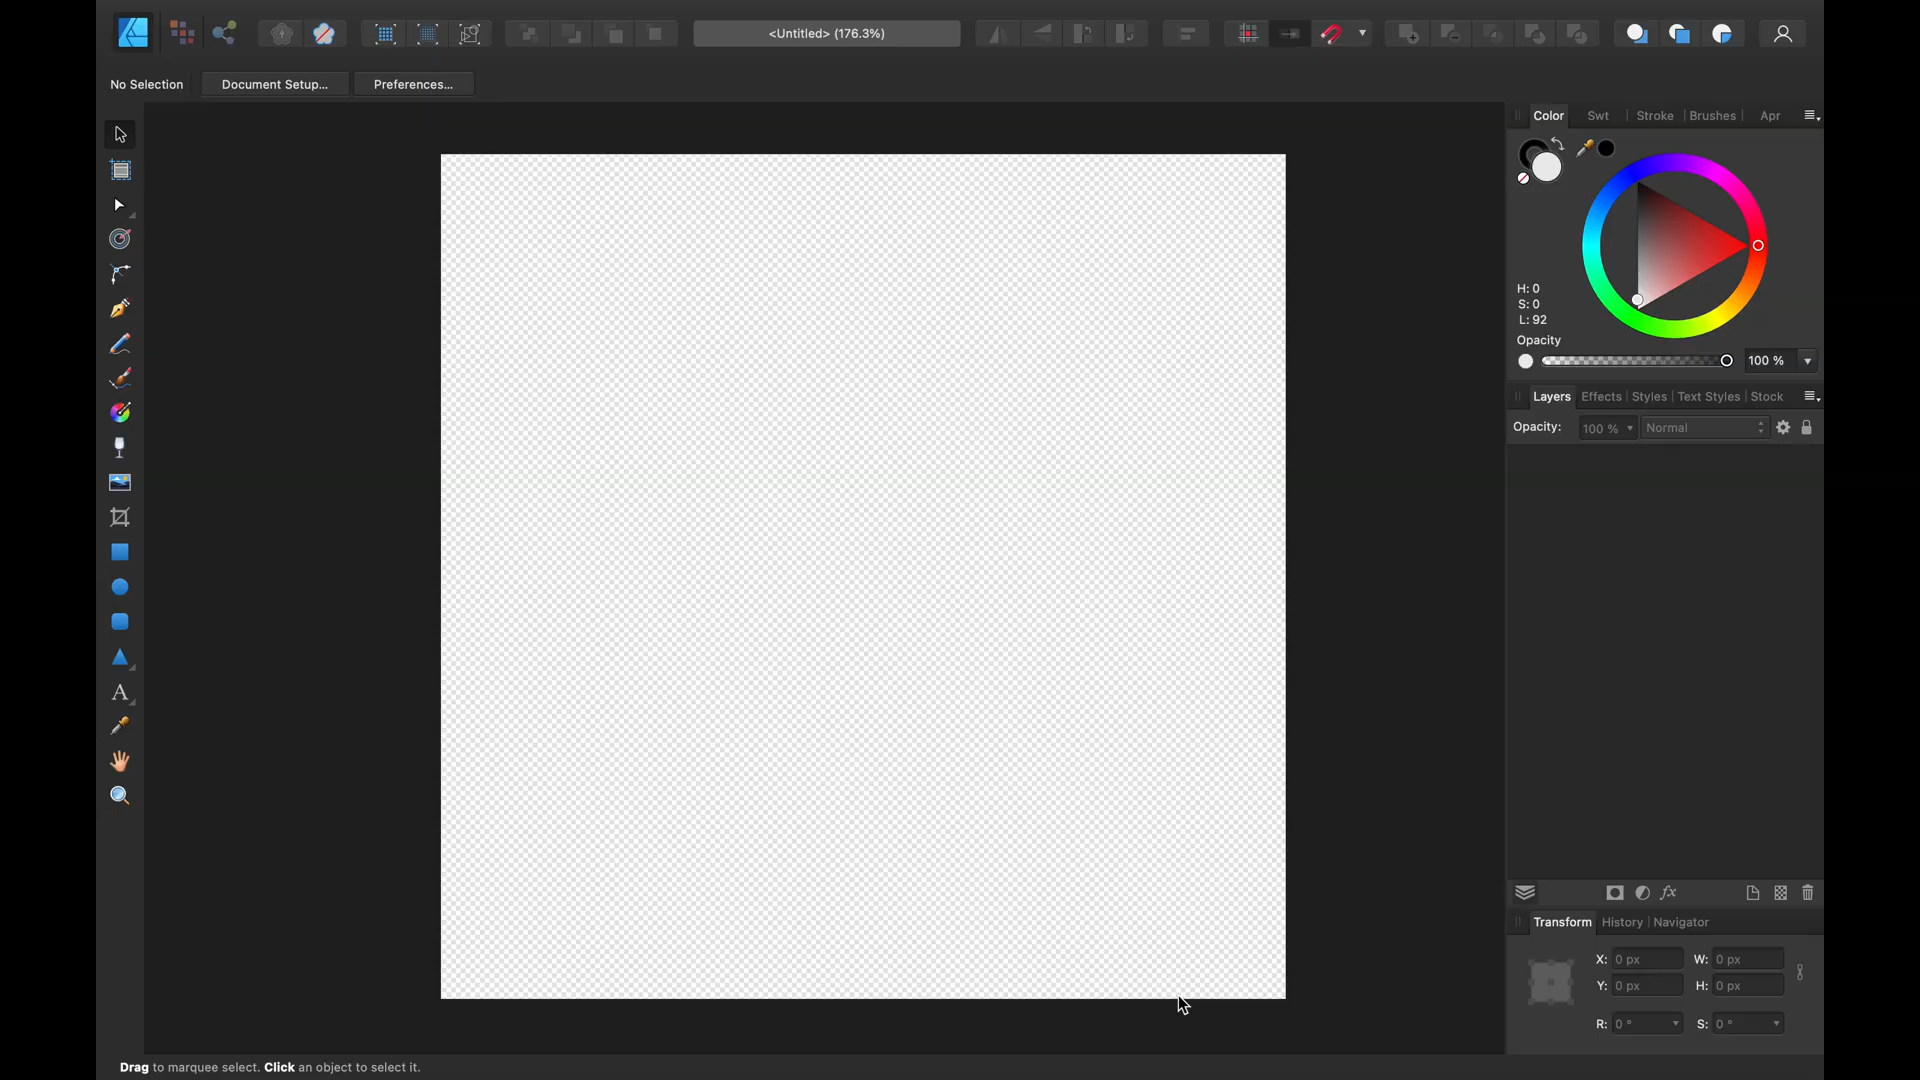 <Untitled> (176.3%)
No Selection
Document Setup...
Preferences...
Color
Swt
Stroke
Brushes
Apr
H: 0
S: 0
L: 92
Opacity
100 %
Layers
Effects
Styles
Text Styles
Stock
Opacity:
100 %
Normal
fx
Transform
History
Navigator
X: 0 px
W: 0 px
Y: 0 px
H: 0 px
R: 0 °
S: 0 °
A
Drag to marquee select. Click an object to select it.